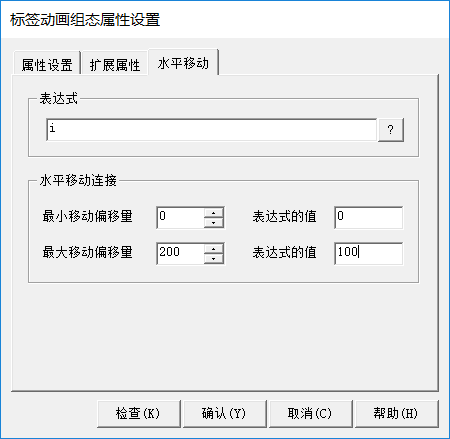 标签动画组态属性设置
属性设置 扩展属性 水平移动
表达式
i ?
水平移动连接
最小移动偏移量 0 表达式的值 0
最大移动偏移量 200 表达式的值 100
检查(K) 确认(Y) 取消(C) 帮助(H)